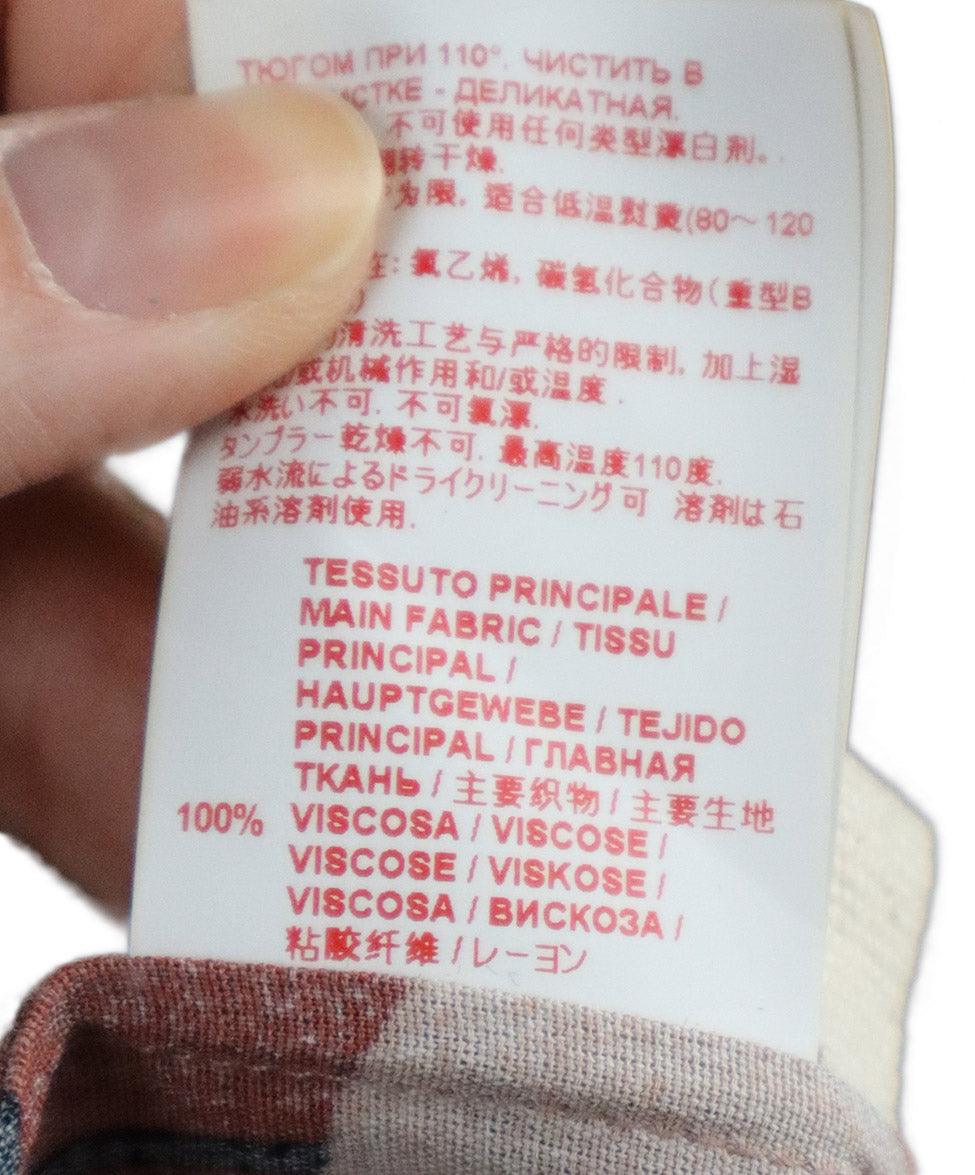 ТЮГОМ ПРИ 110°. ЧИСТИТЬ В
СТКЕ - ДЕЛИКАТНАЯ.
不可使用任何类型漂白剂。.
转干燥.
为限, 适合低温熨烫(80～120
在: 氯乙烯, 碳氢化合物(重型B
清洗工艺与严格的限制, 加上湿
或机械作用和/或温度 .
水洗い不可. 不可氯漂.
タンブラー乾燥不可. 最高温度110度.
弱水流によるドライクリーニング可 溶剤は石
油系溶剤使用.
TESSUTO PRINCIPALE /
MAIN FABRIC / TISSU
PRINCIPAL /
HAUPTGEWEBE / TEJIDO
PRINCIPAL / ГЛАВНАЯ
ТКАНЬ / 主要织物 / 主要生地
100% VISCOSA / VISCOSE /
VISCOSE / VISKOSE /
VISCOSA / ВИСКОЗА /
粘胶纤维 / レーヨン